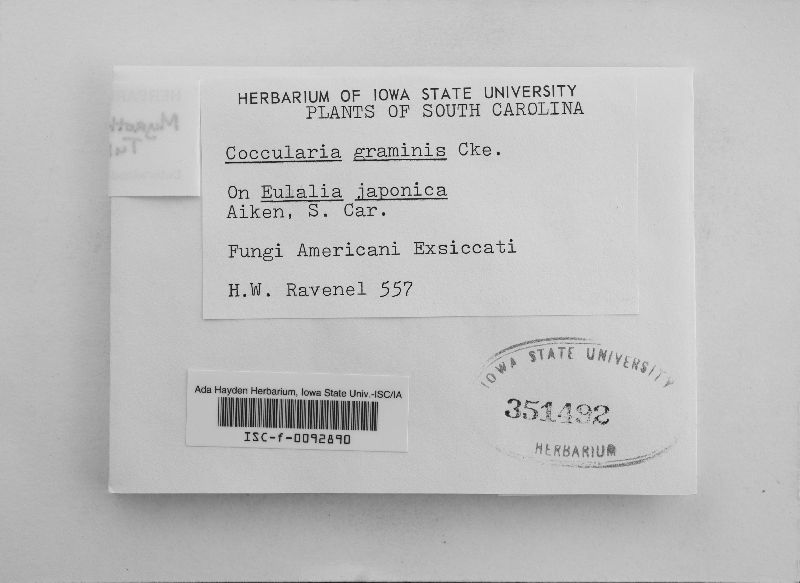 HERBARIUM OF IOWA STATE UNIVERSITY
PLANTS OF SOUTH CAROLINA
Coccularia graminis Cke.
On Eulalia japonica
Aiken, S. Car.
Fungi Americani Exsiccati
H.W. Ravenel 557
Ada Hayden Herbarium, Iowa State Univ.-ISC/IA
ISC-f-0092890
IOWA STATE UNIVERSITY
351492
HERBARIUM